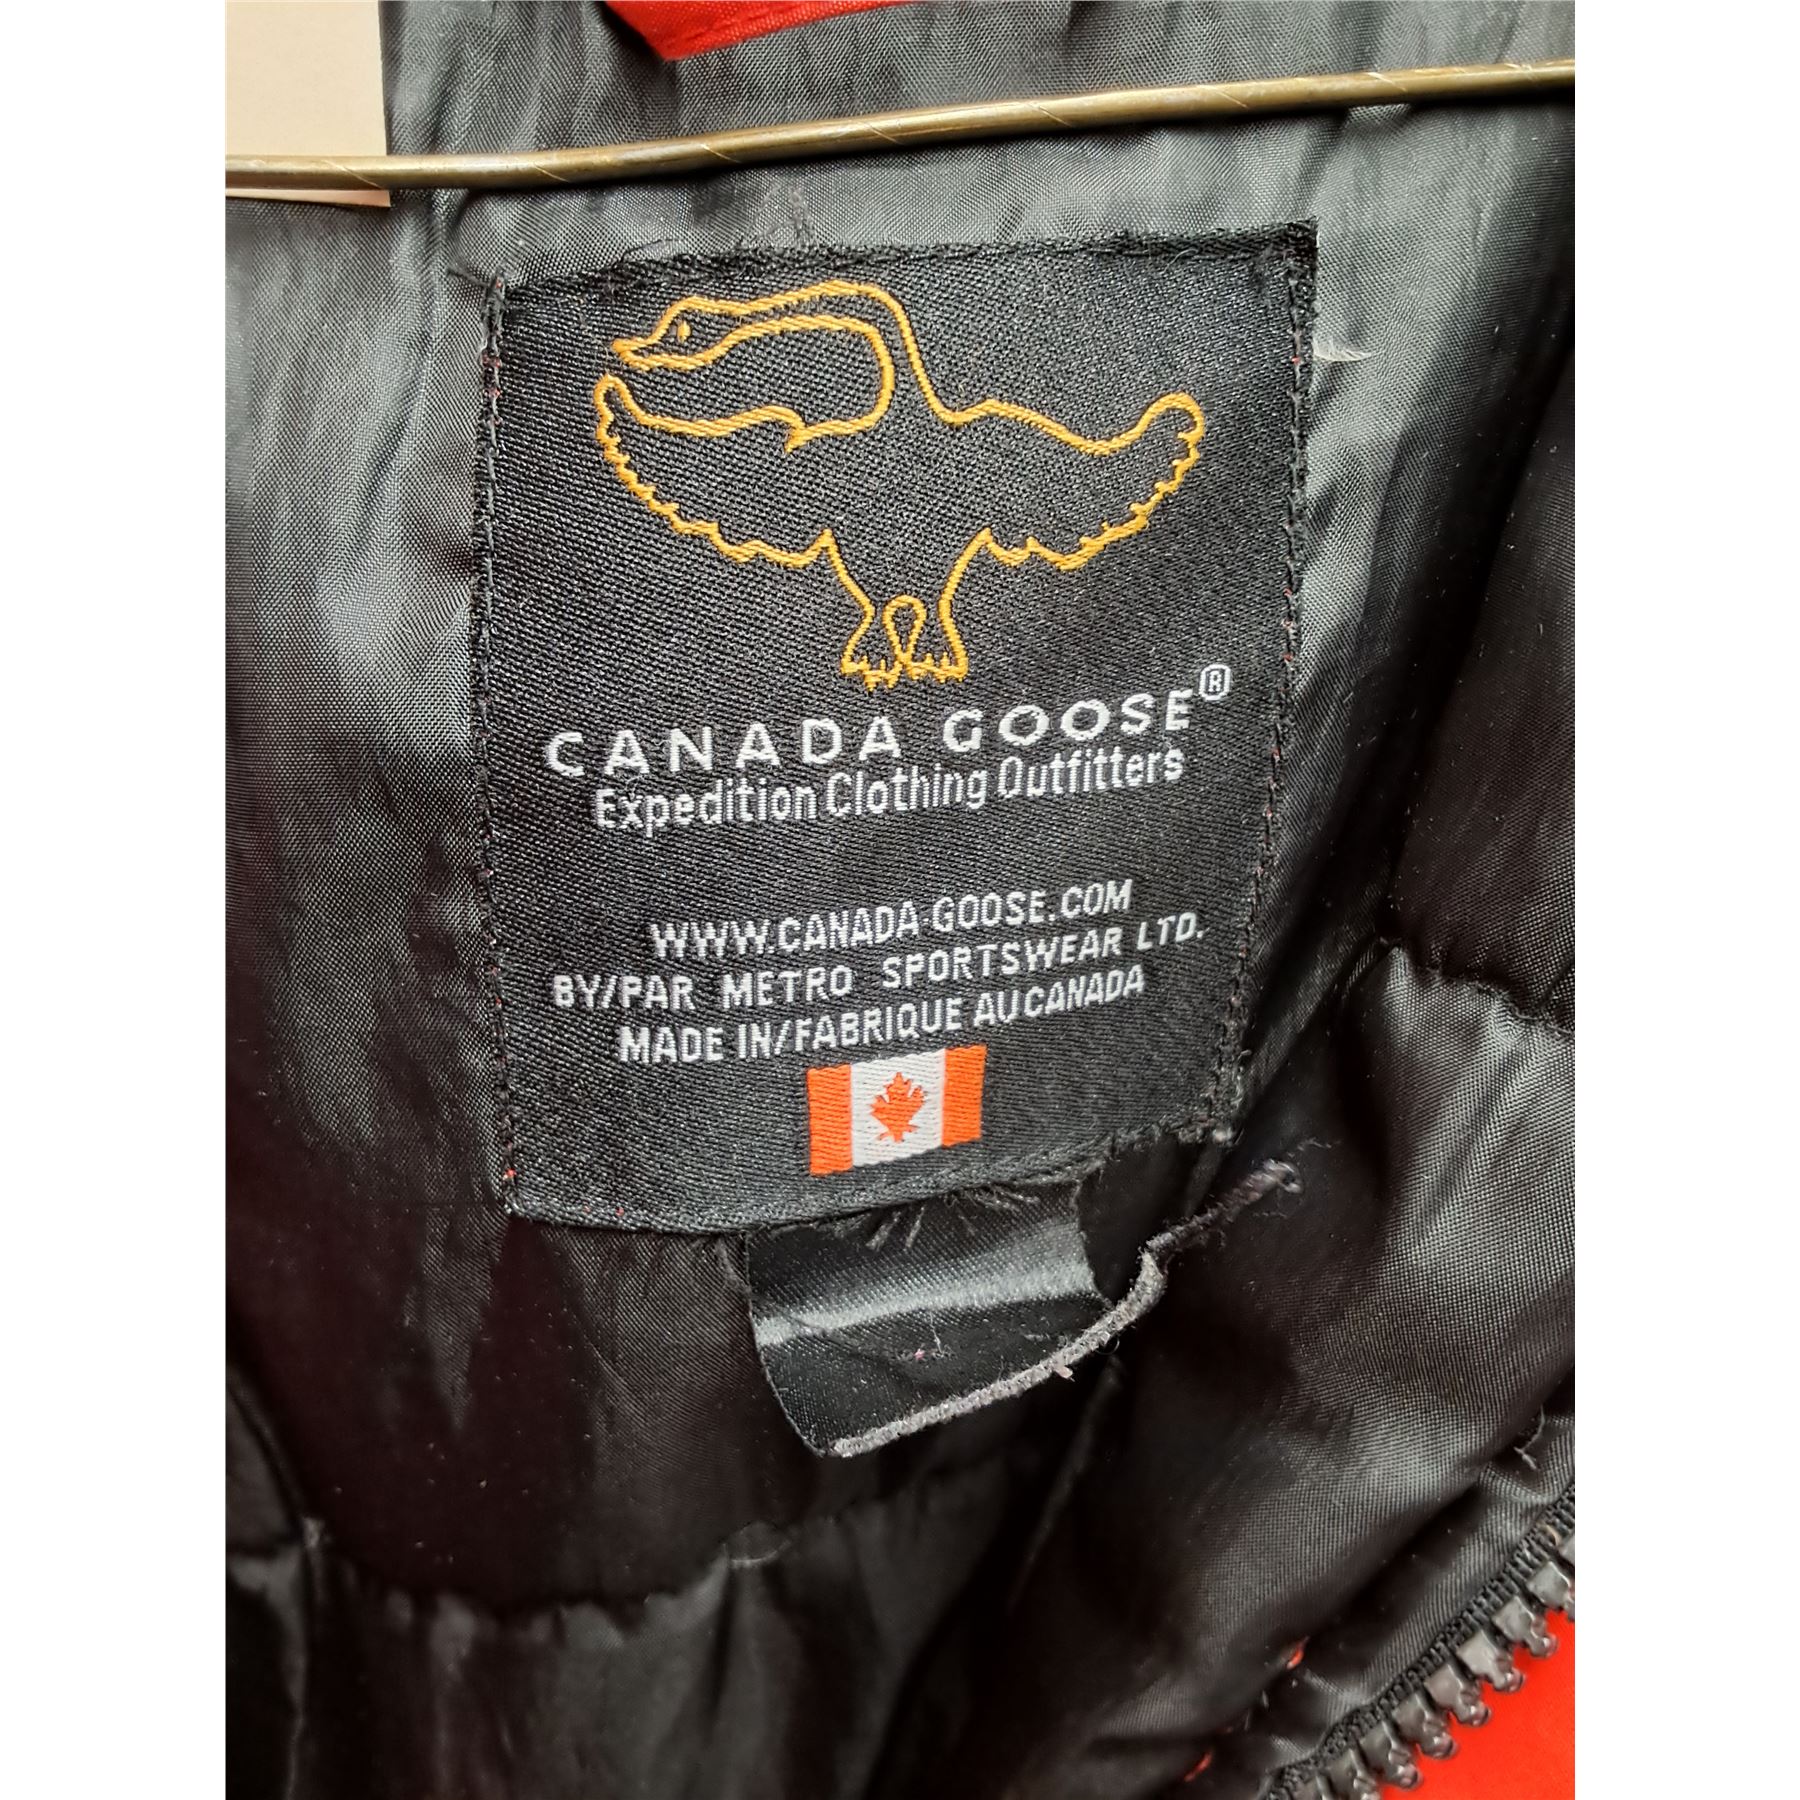 CANADA GOOSE®
Expedition Clothing Outfitters
WWW.CANADA-GOOSE.COM
BY/PAR METRO SPORTSWEAR LTD.
MADE IN/FABRIQUE AU CANADA